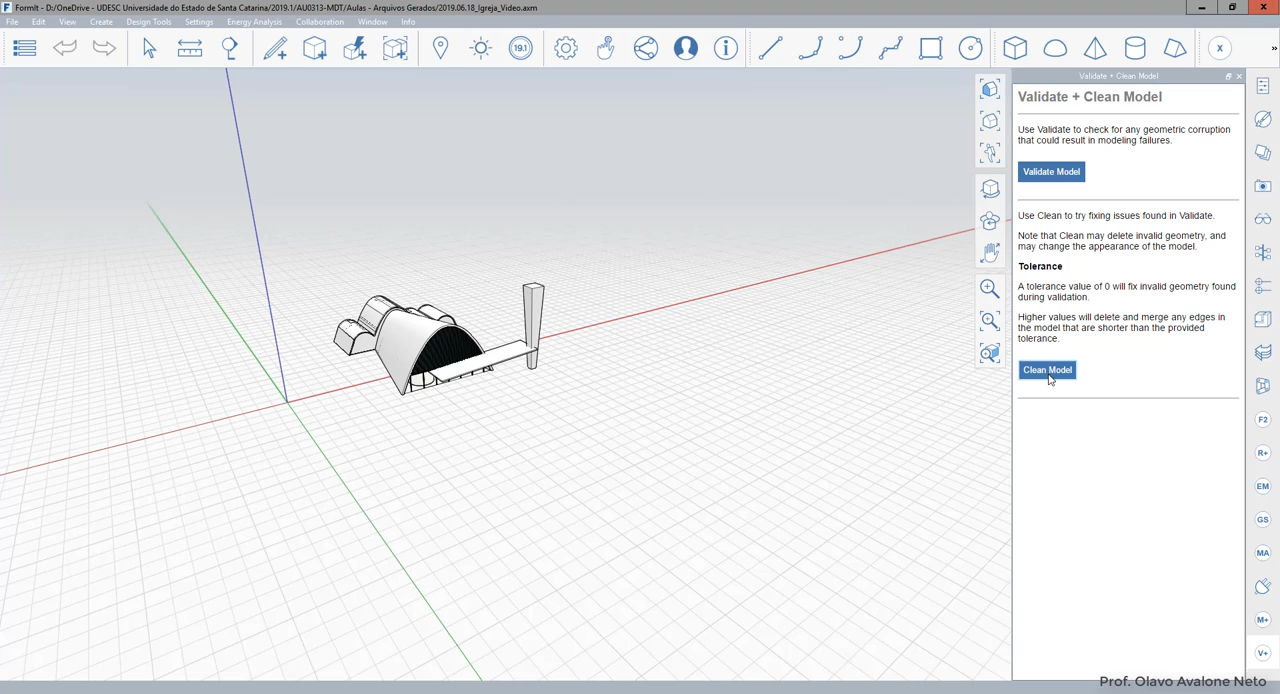 FormIt - D:/OneDrive - UDESC Universidade do Estado de Santa Catarina/2019.1/AU0313-MDT/Aulas - Arquivos Gerados/2019.06.18_Igreja_Video.axm
File Edit View Create Design Tools Settings Energy Analysis Collaboration Window Info
19.1
X
»
Validate + Clean Model
Validate + Clean Model
Use Validate to check for any geometric corruption
that could result in modeling failures.
Validate Model
Use Clean to try fixing issues found in Validate.
Note that Clean may delete invalid geometry, and
may change the appearance of the model.
Tolerance
A tolerance value of 0 will fix invalid geometry found
during validation.
Higher values will delete and merge any edges in
the model that are shorter than the provided
tolerance.
Clean Model
F2
R+
EM
GS
MA
M+
V+
Prof. Olavo Avalone Neto